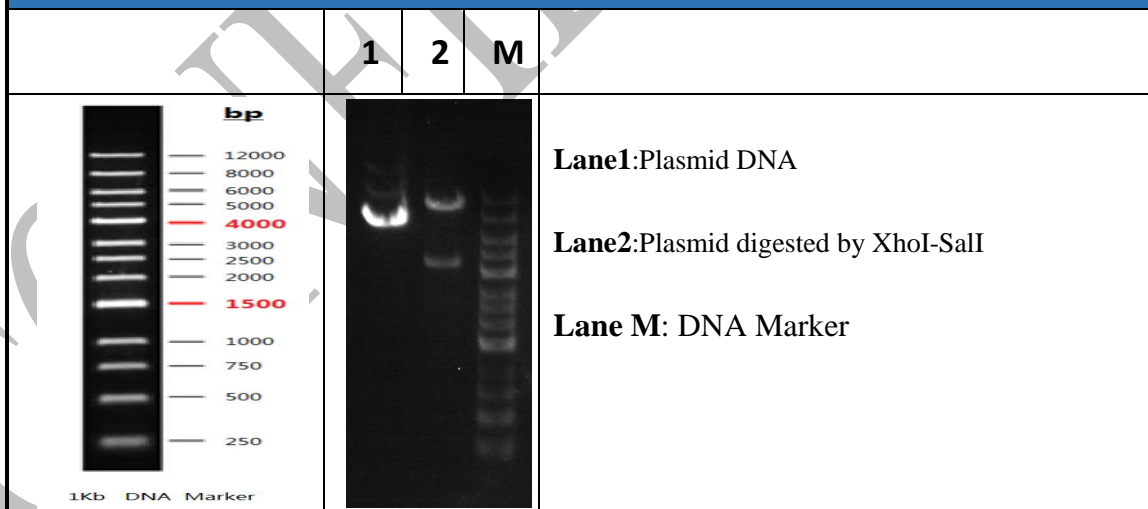 1 2 M
bp
12000
8000
6000
5000
4000
3000
2500
2000
1500
1000
750
500
250
1Kb DNA Marker
Lane1:Plasmid DNA
Lane2:Plasmid digested by XhoI-SalI
Lane M: DNA Marker